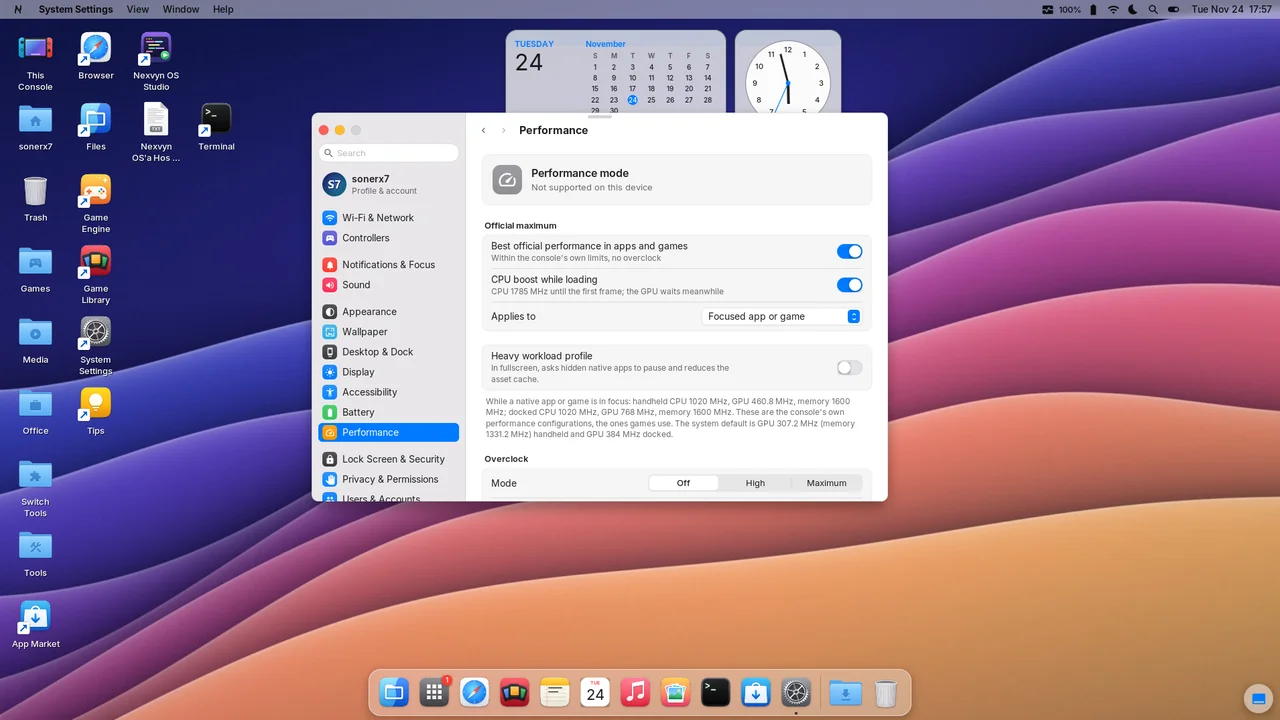 N System Settings View Window Help 100% Tue Nov 24 17:57
This Console
Browser
Nexvyn OS Studio
sonerx7
Files
Nexvyn OS'a Hos ...
Terminal
Trash
Game Engine
Games
Game Library
Media
System Settings
Office
Tips
Switch Tools
Tools
App Market
TUESDAY
24
November
S M T W T F S
1 2 3 4 5 6 7
8 9 10 11 12 13 14
15 16 17 18 19 20 21
22 23 24 25 26 27 28
29 30
12 1 2 3 4 5 7 8 9 10 11
Search
S7
sonerx7
Profile & account
Wi-Fi & Network
Controllers
Notifications & Focus
Sound
Appearance
Wallpaper
Desktop & Dock
Display
Accessibility
Battery
Performance
Lock Screen & Security
Privacy & Permissions
Users & Accounts
Performance
Performance mode
Not supported on this device
Official maximum
Best official performance in apps and games
Within the console's own limits, no overclock
CPU boost while loading
CPU 1785 MHz until the first frame; the GPU waits meanwhile
Applies to Focused app or game
Heavy workload profile
In fullscreen, asks hidden native apps to pause and reduces the
asset cache.
While a native app or game is in focus: handheld CPU 1020 MHz, GPU 460.8 MHz, memory 1600
MHz; docked CPU 1020 MHz, GPU 768 MHz, memory 1600 MHz. These are the console's own
performance configurations, the ones games use. The system default is GPU 307.2 MHz (memory
1331.2 MHz) handheld and GPU 384 MHz docked.
Overclock
Mode Off High Maximum
1
TUE
24